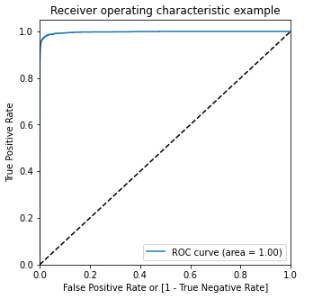 Receiver operating characteristic example
True Positive Rate
1.0
0.8
0.6
0.4
0.2
0.0
ROC curve (area = 1.00)
0.0 0.2 0.4 0.6 0.8 1.0
False Positive Rate or [1 - True Negative Rate]